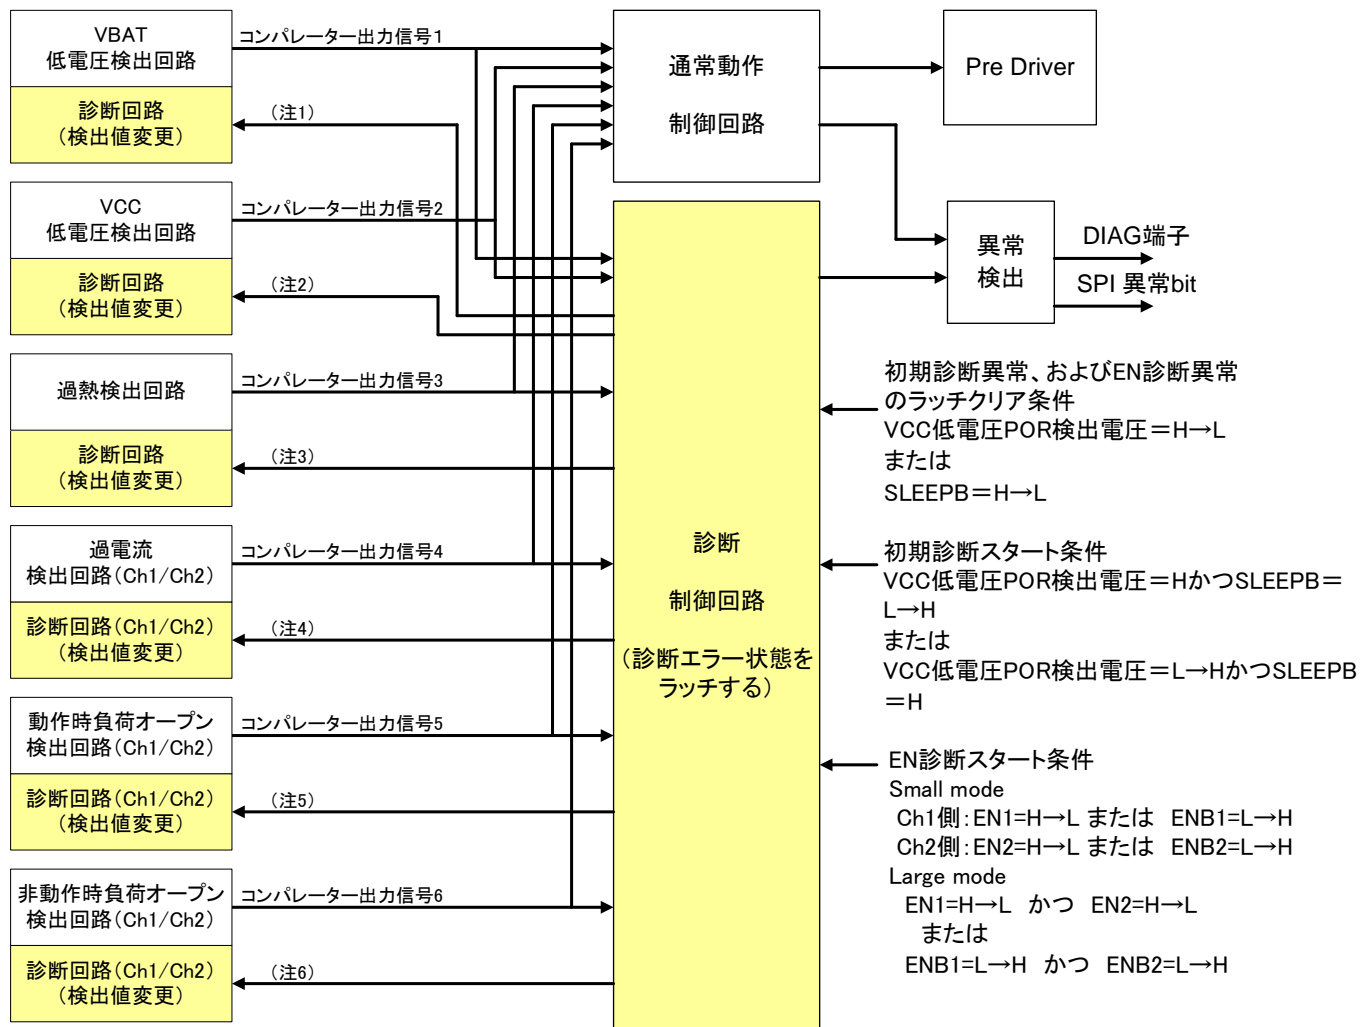 VBAT
低電圧検出回路
診断回路
(検出値変更)
コンパレーター出力信号1
(注1)
VCC
低電圧検出回路
診断回路
(検出値変更)
コンパレーター出力信号2
(注2)
過熱検出回路
診断回路
(検出値変更)
コンパレーター出力信号3
(注3)
過電流
検出回路(Ch1/Ch2)
診断回路(Ch1/Ch2)
(検出値変更)
コンパレーター出力信号4
(注4)
動作時負荷オープン
検出回路(Ch1/Ch2)
診断回路(Ch1/Ch2)
(検出値変更)
コンパレーター出力信号5
(注5)
非動作時負荷オープン
検出回路(Ch1/Ch2)
診断回路(Ch1/Ch2)
(検出値変更)
コンパレーター出力信号6
(注6)
通常動作
制御回路
診断
制御回路
(診断エラー状態を
ラッチする)
Pre Driver
異常
検出
DIAG端子
SPI 異常bit
初期診断異常、およびEN診断異常
のラッチクリア条件
VCC低電圧POR検出電圧=H→L
または
SLEEPB=H→L
初期診断スタート条件
VCC低電圧POR検出電圧=HかつSLEEPB=
L→H
または
VCC低電圧POR検出電圧=L→HかつSLEEPB
=H
EN診断スタート条件
Small mode
Ch1側:EN1=H→L または ENB1=L→H
Ch2側:EN2=H→L または ENB2=L→H
Large mode
EN1=H→L かつ EN2=H→L
または
ENB1=L→H かつ ENB2=L→H